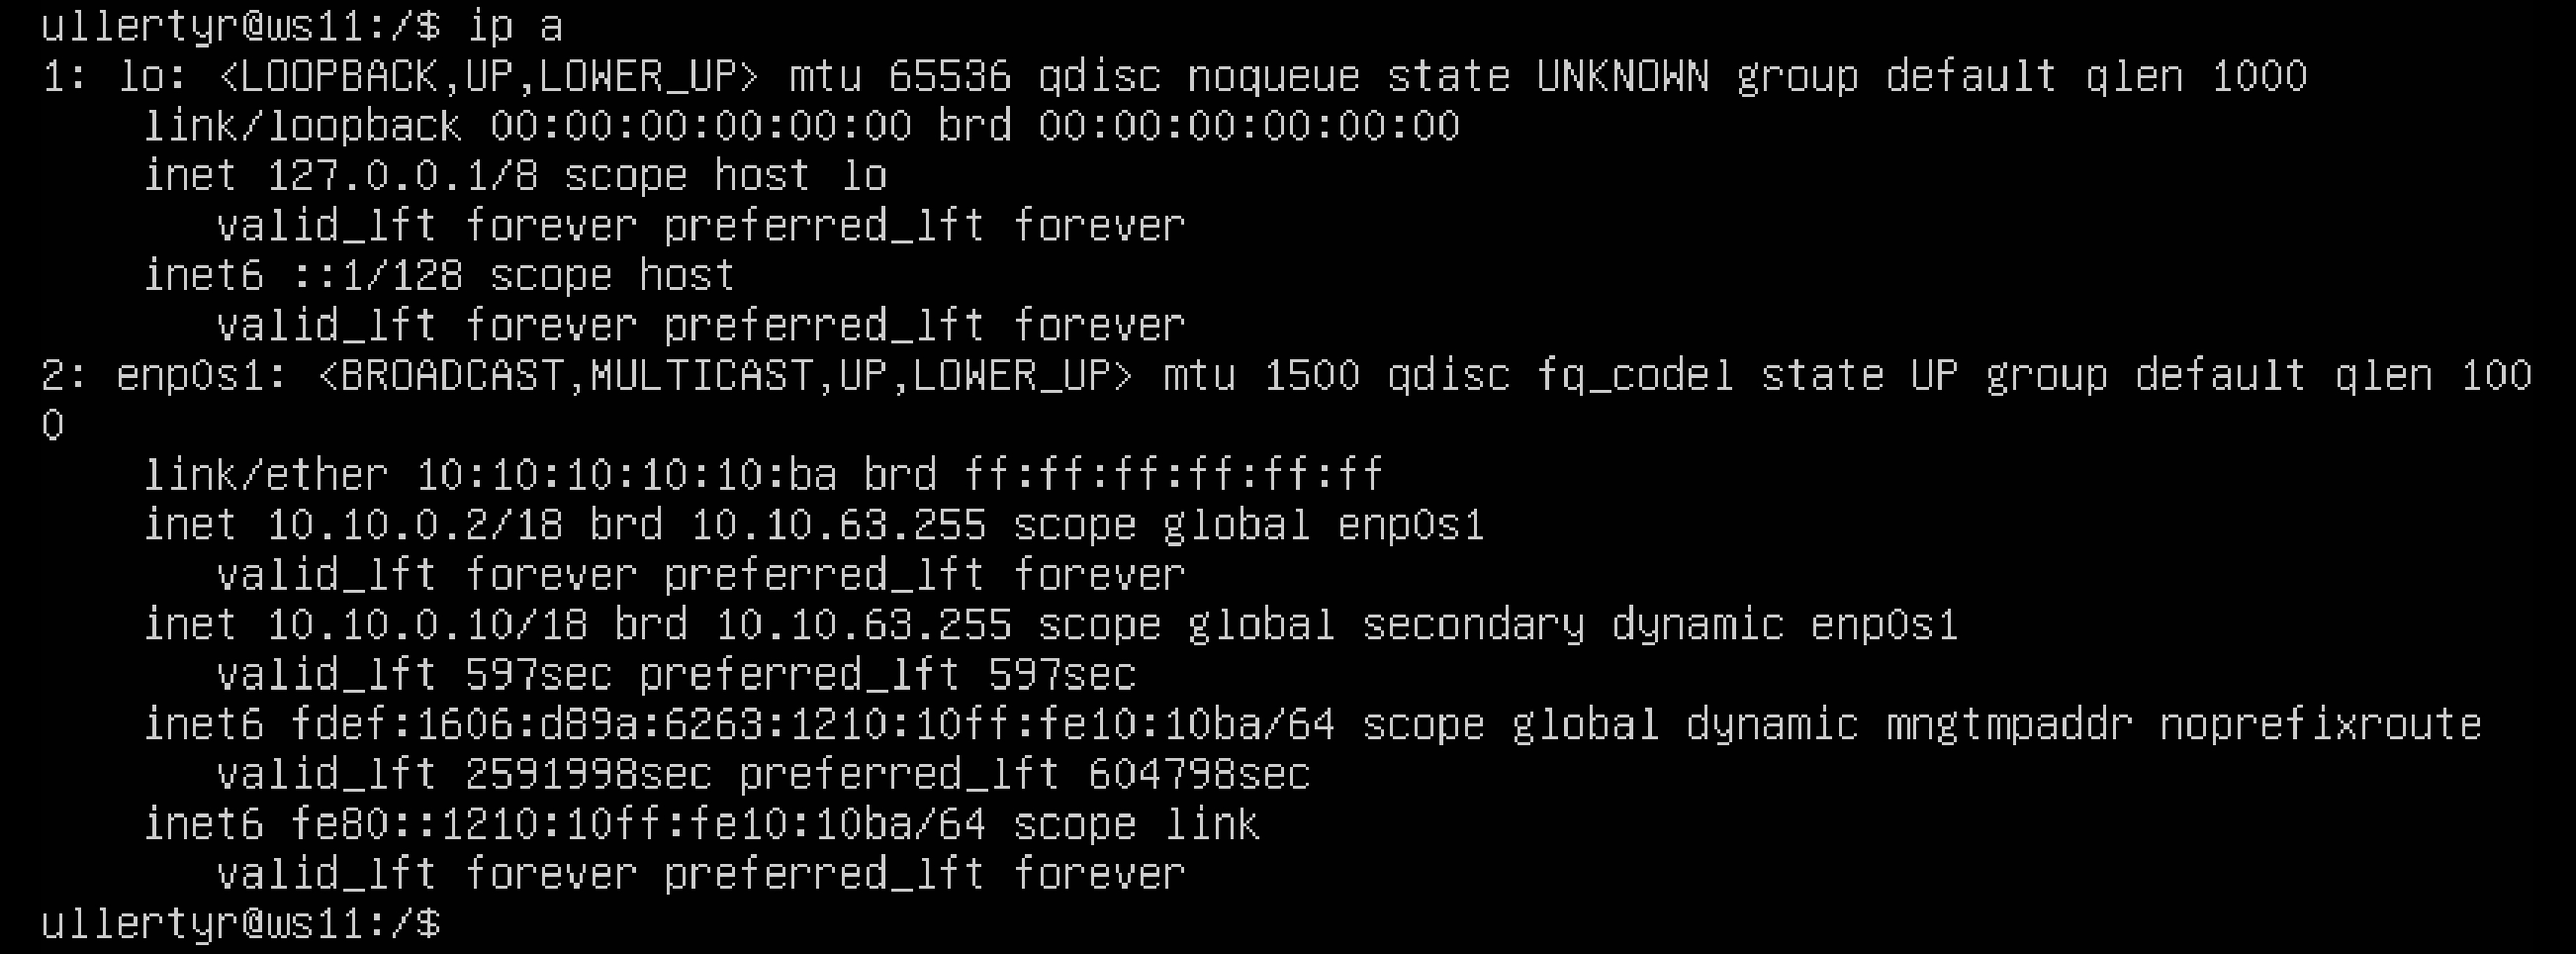 ullertyr@ws11:/$ ip a
1: lo: <LOOPBACK,UP,LOWER_UP> mtu 65536 qdisc noqueue state UNKNOWN group default qlen 1000
    link/loopback 00:00:00:00:00:00 brd 00:00:00:00:00:00
    inet 127.0.0.1/8 scope host lo
       valid_lft forever preferred_lft forever
    inet6 ::1/128 scope host
       valid_lft forever preferred_lft forever
2: enp0s1: <BROADCAST,MULTICAST,UP,LOWER_UP> mtu 1500 qdisc fq_codel state UP group default qlen 100
0
    link/ether 10:10:10:10:10:ba brd ff:ff:ff:ff:ff:ff
    inet 10.10.0.2/18 brd 10.10.63.255 scope global enp0s1
       valid_lft forever preferred_lft forever
    inet 10.10.0.10/18 brd 10.10.63.255 scope global secondary dynamic enp0s1
       valid_lft 597sec preferred_lft 597sec
    inet6 fdef:1606:d89a:6263:1210:10ff:fe10:10ba/64 scope global dynamic mngtmpaddr noprefixroute
       valid_lft 2591998sec preferred_lft 604798sec
    inet6 fe80::1210:10ff:fe10:10ba/64 scope link
       valid_lft forever preferred_lft forever
ullertyr@ws11:/$